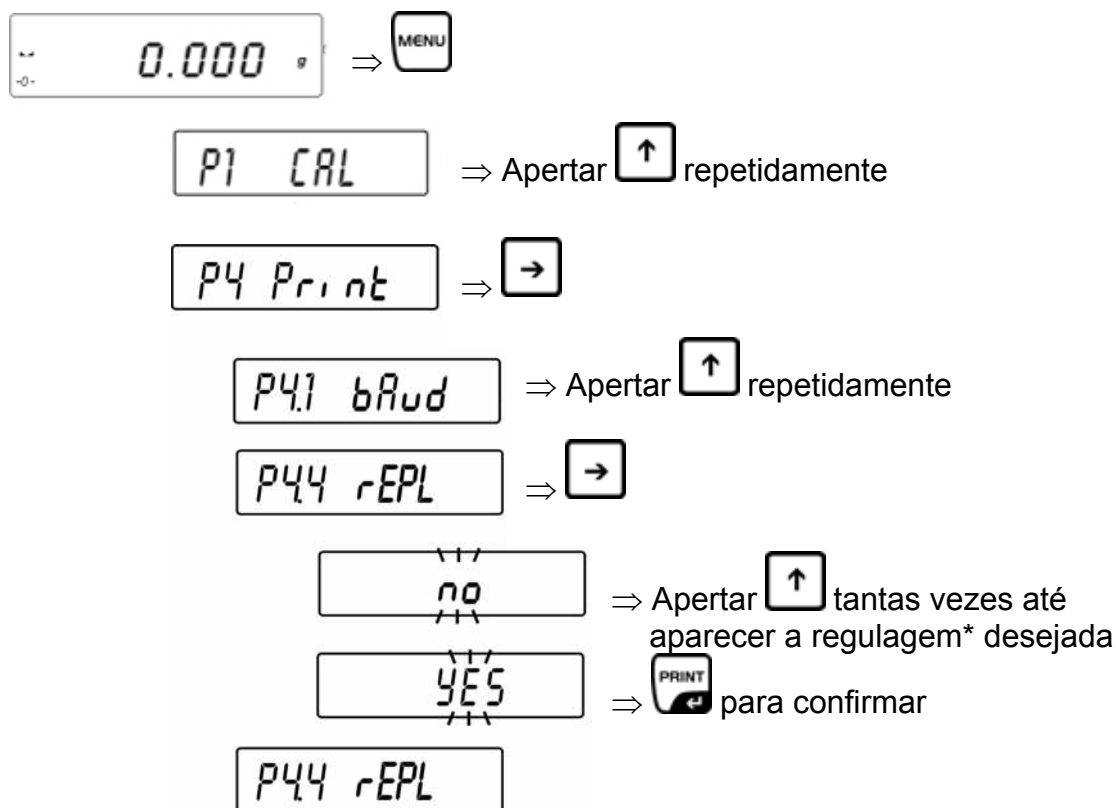 0.000 g ⇒ MENU
-0-
P1 CAL ⇒ Apertar ↑ repetidamente
P4 Print ⇒ →
P4.1 bAud ⇒ Apertar ↑ repetidamente
P4.4 rEPL ⇒ →
no ⇒ Apertar ↑ tantas vezes até
aparecer a regulagem* desejada
YES ⇒ PRINT para confirmar
P4.4 rEPL